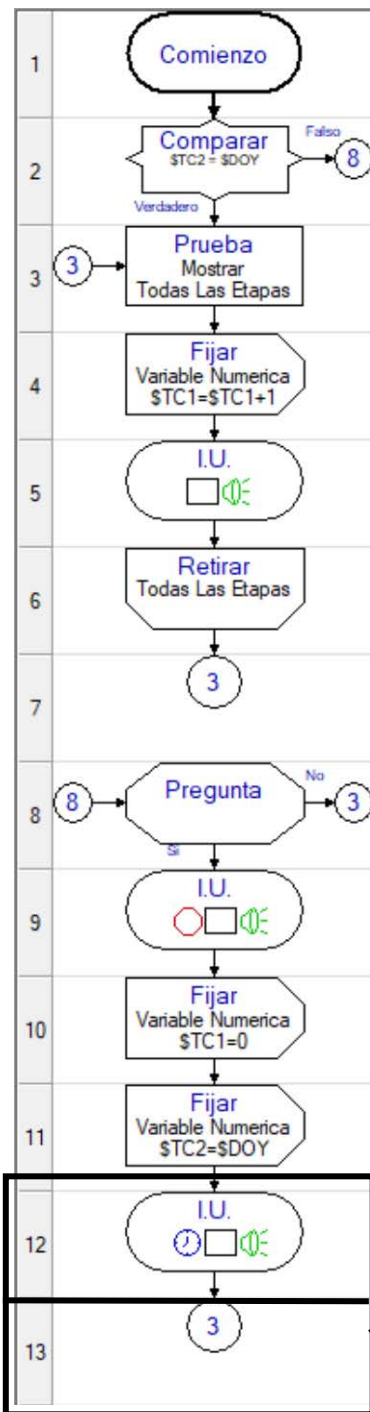 1
Comienzo
2
Comparar
$TC2 = $DOY
Falso
8
Verdadero
3
3
Prueba
Mostrar
Todas Las Etapas
4
Fijar
Variable Numerica
$TC1=$TC1+1
5
I.U.
6
Retirar
Todas Las Etapas
7
3
8
8
Pregunta
No
3
Si
9
I.U.
10
Fijar
Variable Numerica
$TC1=0
11
Fijar
Variable Numerica
$TC2=$DOY
12
I.U.
13
3